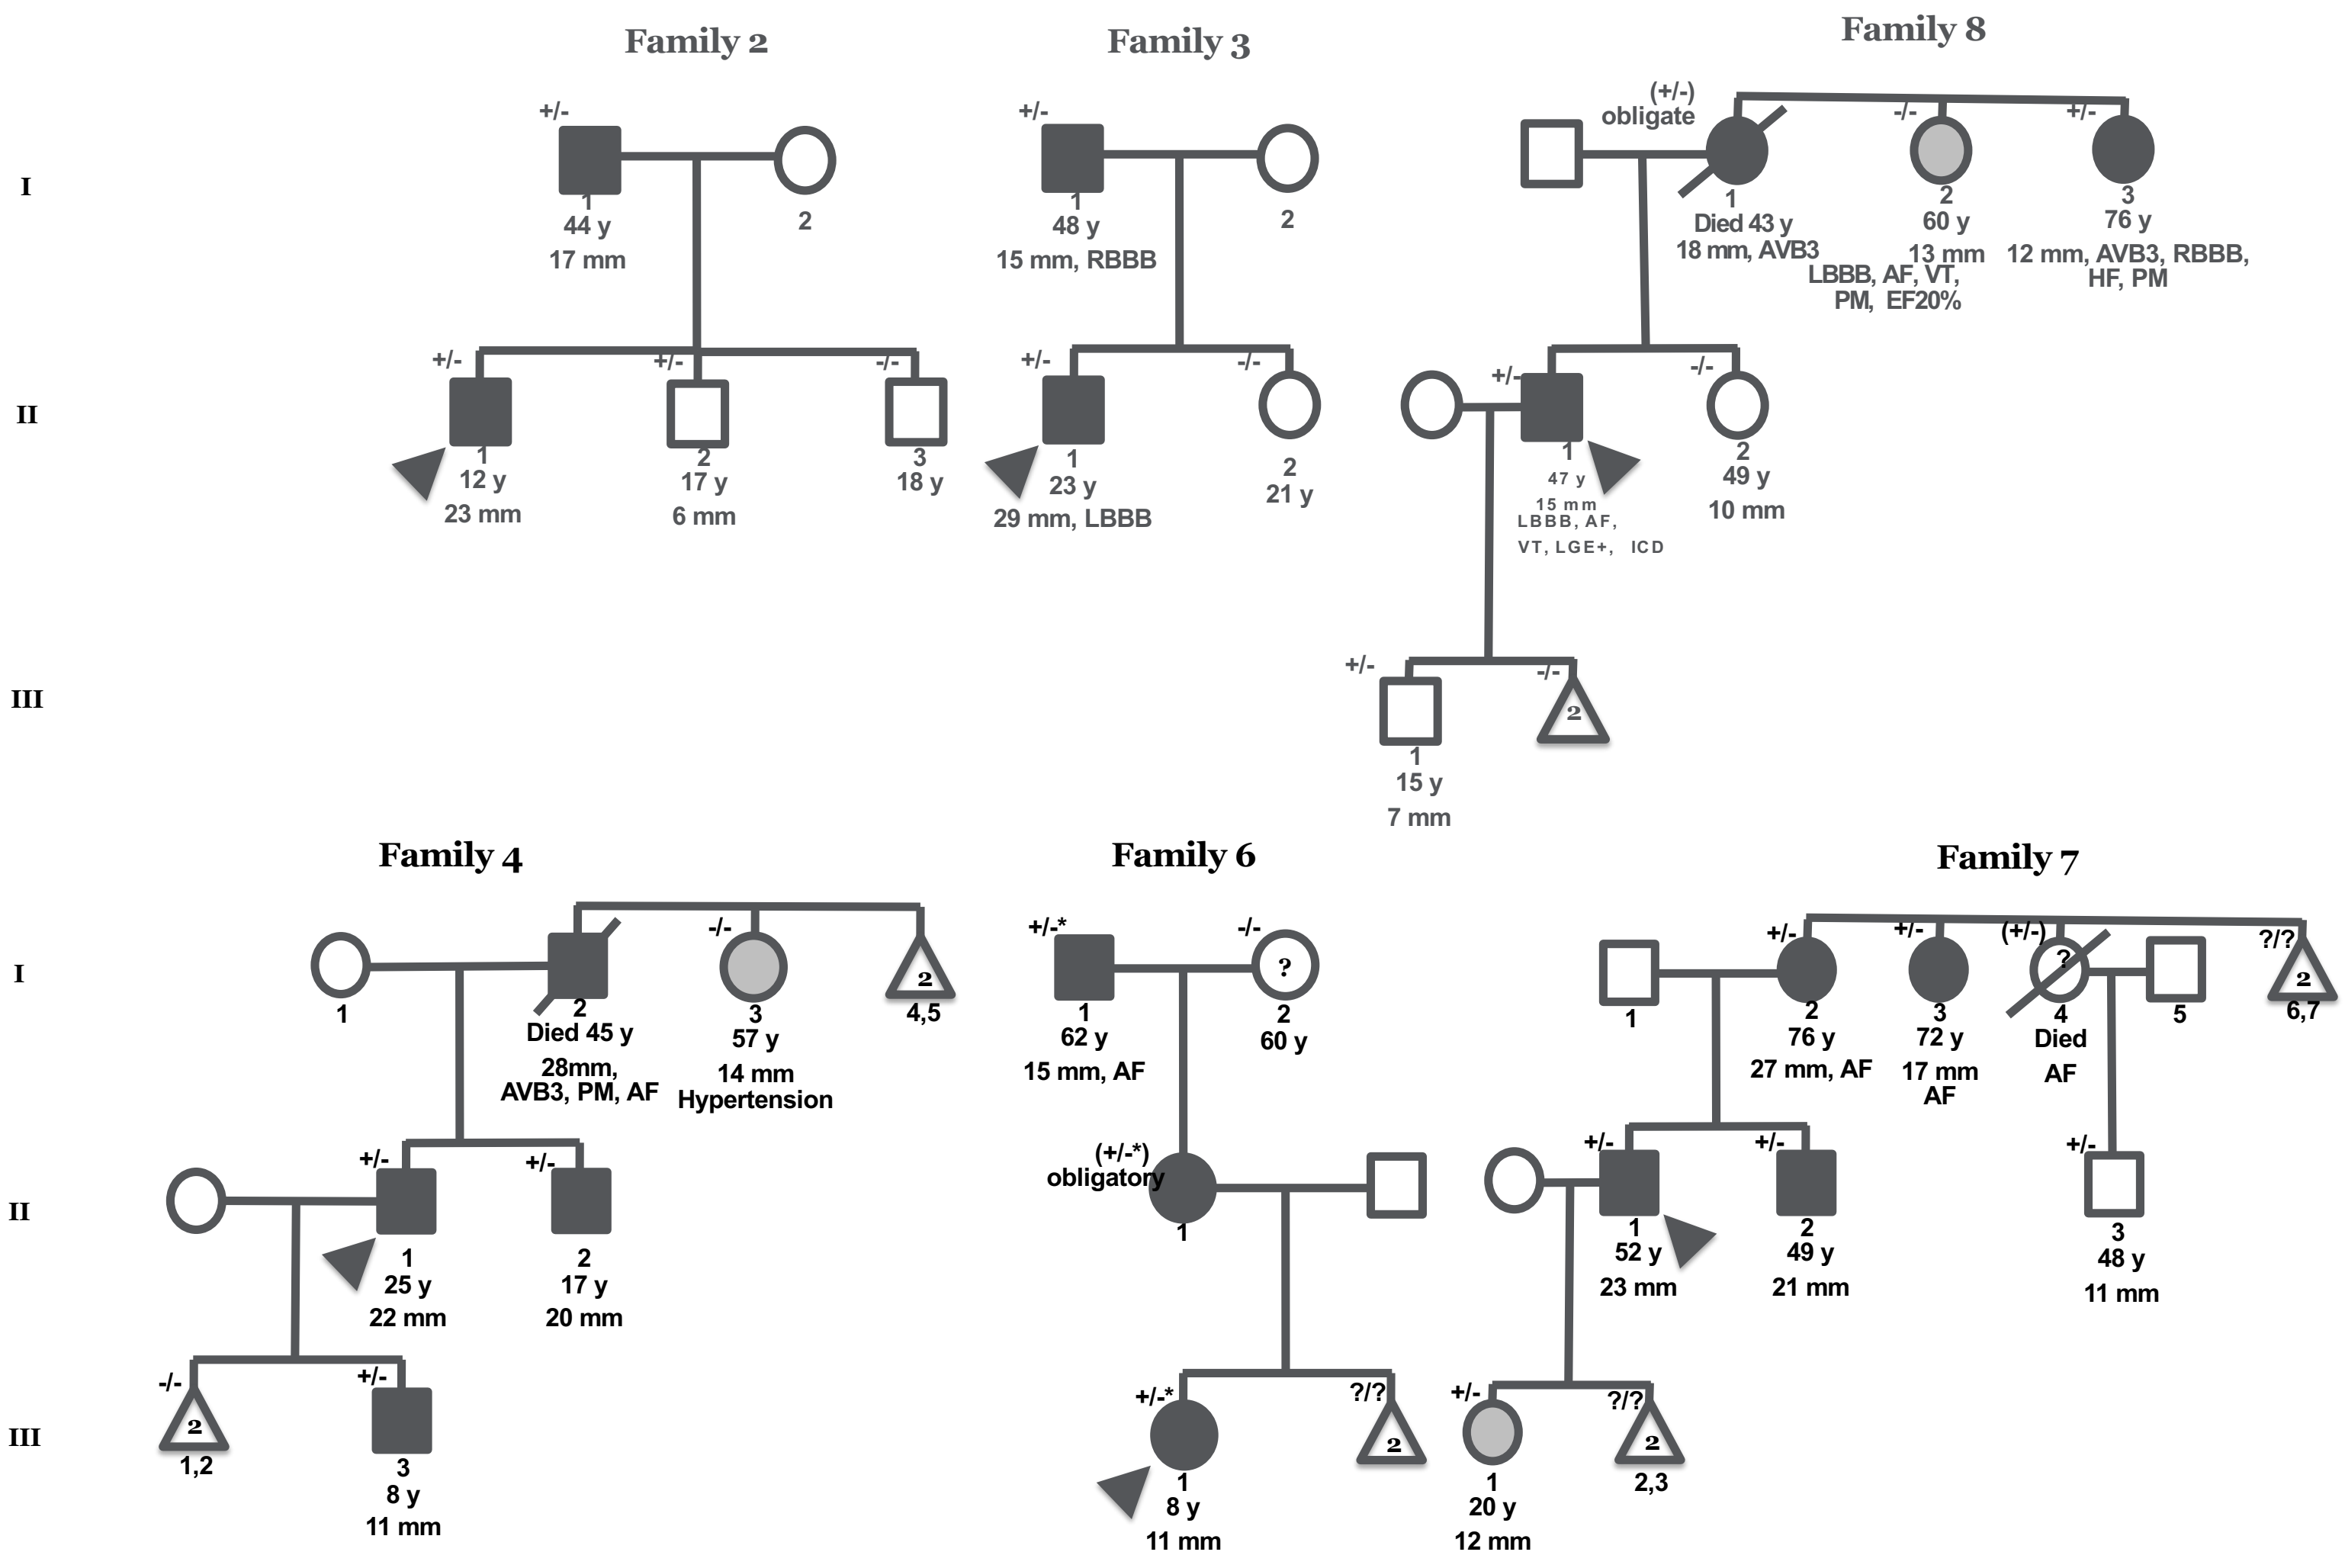 Family 2
Family 3
Family 8
I
+/-
1
44 y
17 mm
2
+/-
1
48 y
15 mm, RBBB
2
(+/-)
obligate
1
Died 43 y
18 mm, AVB3
-/-
2
60 y
13 mm
LBBB, AF, VT,
PM, EF20%
+/-
3
76 y
12 mm, AVB3, RBBB,
HF, PM
II
+/-
1
12 y
23 mm
+/-
2
17 y
6 mm
-/-
3
18 y
+/-
1
23 y
29 mm, LBBB
-/-
2
21 y
+/-
1
47 y
15 mm
LBBB, AF,
VT, LGE+, ICD
-/-
2
49 y
10 mm
III
+/-
1
15 y
7 mm
-/-
2
Family 4
Family 6
Family 7
I
1
2
Died 45 y
28mm,
AVB3, PM, AF
-/-
3
57 y
14 mm
Hypertension
2
4,5
+/-*
1
62 y
15 mm, AF
-/-
?
2
60 y
1
+/-
2
76 y
27 mm, AF
+/-
3
72 y
17 mm
AF
(+/-)
?
4
Died
AF
5
?/?
2
6,7
II
+/-
1
25 y
22 mm
+/-
2
17 y
20 mm
(+/-*)
obligatory
1
+/-
1
52 y
23 mm
+/-
2
49 y
21 mm
+/-
3
48 y
11 mm
III
-/-
2
1,2
+/-
3
8 y
11 mm
+/-*
1
8 y
11 mm
?/?
2
+/-
1
20 y
12 mm
?/?
2
2,3